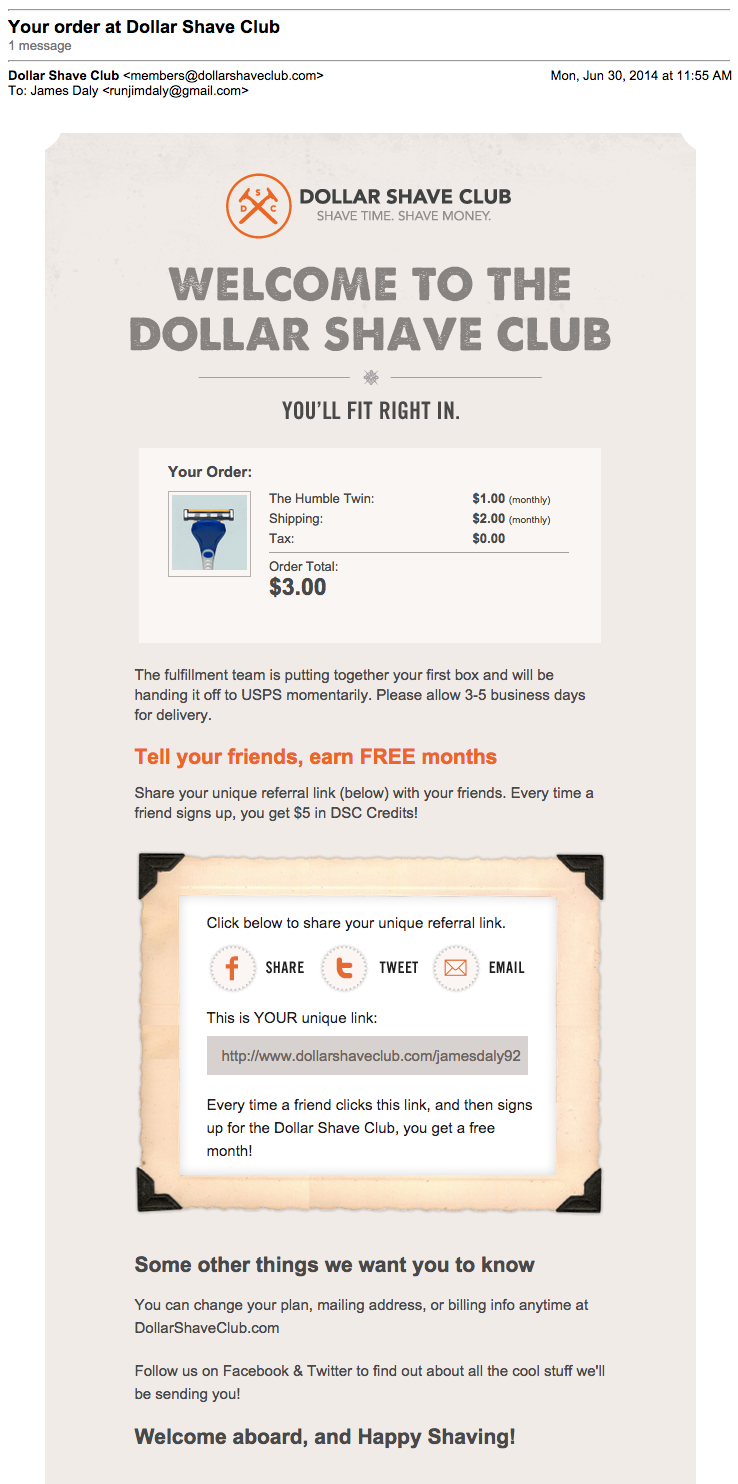 Your order at Dollar Shave Club
1 message
Dollar Shave Club <members@dollarshaveclub.com> Mon, Jun 30, 2014 at 11:55 AM
To: James Daly <runjimdaly@gmail.com>
D S C
DOLLAR SHAVE CLUB
SHAVE TIME. SHAVE MONEY.
WELCOME TO THE
DOLLAR SHAVE CLUB
YOU'LL FIT RIGHT IN.
Your Order:
The Humble Twin: $1.00 (monthly)
Shipping: $2.00 (monthly)
Tax: $0.00
Order Total:
$3.00
The fulfillment team is putting together your first box and will be
handing it off to USPS momentarily. Please allow 3-5 business days
for delivery.
Tell your friends, earn FREE months
Share your unique referral link (below) with your friends. Every time a
friend signs up, you get $5 in DSC Credits!
Click below to share your unique referral link.
SHARE TWEET EMAIL
This is YOUR unique link:
http://www.dollarshaveclub.com/jamesdaly92
Every time a friend clicks this link, and then signs
up for the Dollar Shave Club, you get a free
month!
Some other things we want you to know
You can change your plan, mailing address, or billing info anytime at
DollarShaveClub.com
Follow us on Facebook & Twitter to find out about all the cool stuff we'll
be sending you!
Welcome aboard, and Happy Shaving!